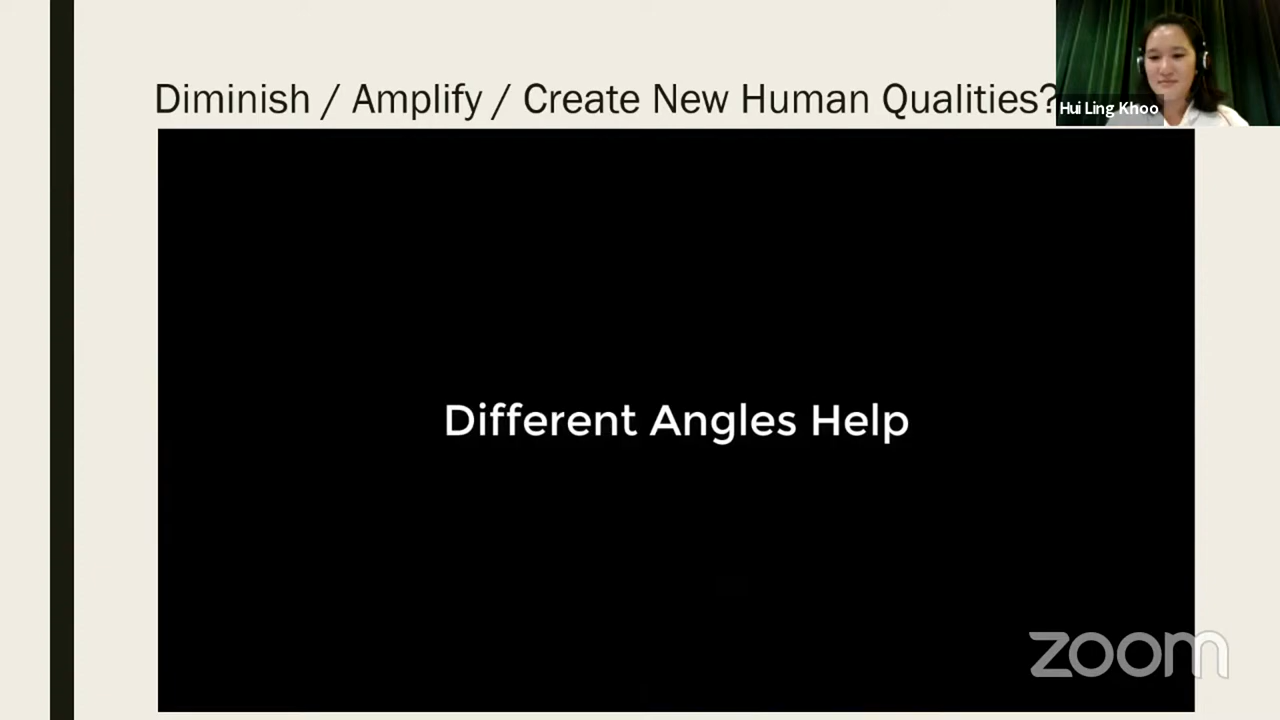 Diminish / Amplify / Create New Human Qualities?
Hui Ling Khoo
Different Angles Help
zoom